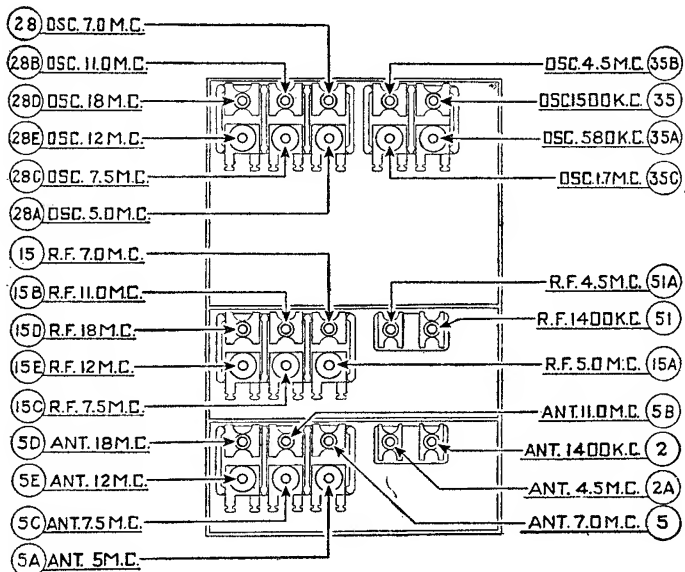 28 OSC. 7.0 M.C.
28B OSC. 11.0 M.C.
28D OSC. 18 M.C.
28E OSC. 12 M.C.
28C OSC. 7.5 M.C.
28A OSC. 5.0 M.C.
15 R.F. 7.0 M.C.
15B R.F. 11.0 M.C.
15D R.F. 18 M.C.
15E R.F. 12 M.C.
15C R.F. 7.5 M.C.
5D ANT. 18 M.C.
5E ANT. 12 M.C.
5C ANT. 7.5 M.C.
5A ANT. 5 M.C.
OSC. 4.5 M.C. 35B
OSC 1500 K.C. 35
OSC. 580 K.C. 35A
OSC. 1.7 M.C. 35C
R.F. 4.5 M.C. 51A
R.F. 1400 K.C. 51
R.F. 5.0 M.C. 15A
ANT. 11.0 M.C. 5B
ANT. 1400 K.C. 2
ANT. 4.5 M.C. 2A
ANT. 7.0 M.C. 5